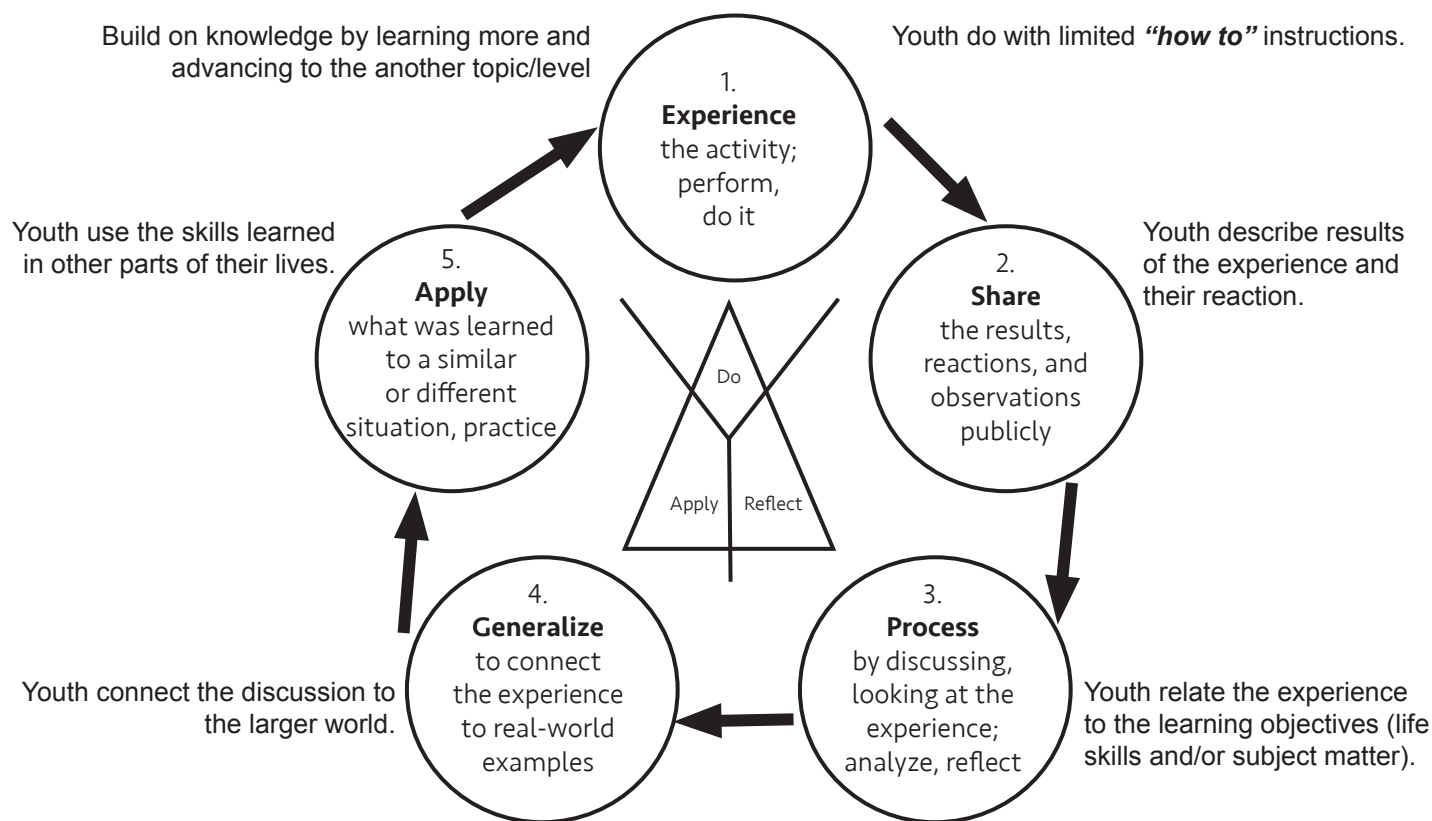 Build on knowledge by learning more and
advancing to the another topic/level
Youth do with limited “how to” instructions.
1.
Experience
the activity;
perform,
do it
Youth describe results
of the experience and
their reaction.
2.
Share
the results,
reactions, and
observations
publicly
Youth relate the experience
to the learning objectives (life
skills and/or subject matter).
3.
Process
by discussing,
looking at the
experience;
analyze, reflect
Youth connect the discussion to
the larger world.
4.
Generalize
to connect
the experience
to real-world
examples
Youth use the skills learned
in other parts of their lives.
5.
Apply
what was learned
to a similar
or different
situation, practice
Do
Apply
Reflect